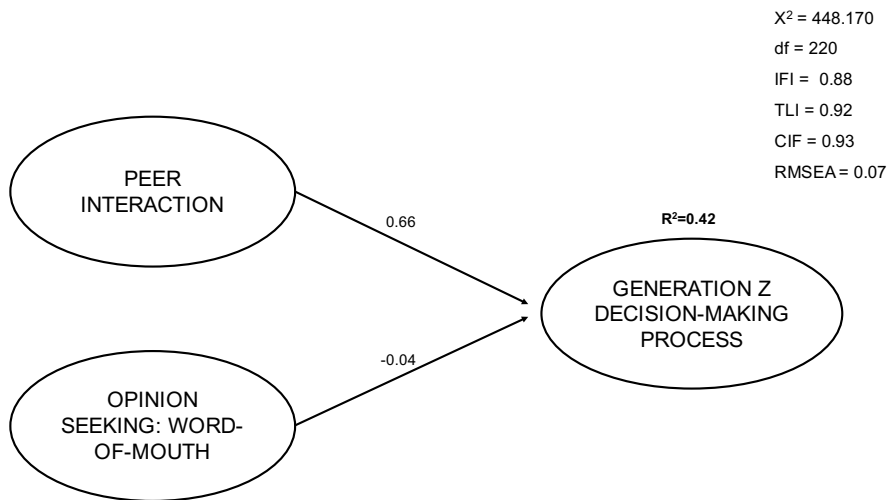 X² = 448.170
df = 220
IFI = 0.88
TLI = 0.92
CIF = 0.93
RMSEA = 0.07
PEER
INTERACTION
0.66
R²=0.42
GENERATION Z
DECISION-MAKING
PROCESS
-0.04
OPINION
SEEKING: WORD-
OF-MOUTH